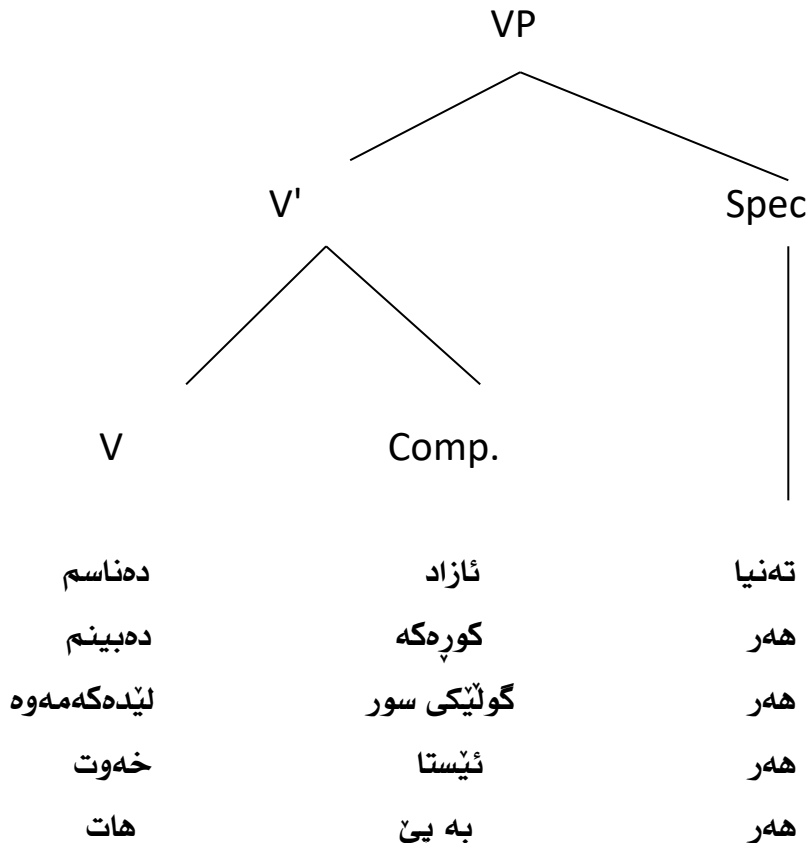 VP
V' Spec
V Comp.
تەنیا ئازاد دەناسم
هەر کوڕەکە دەبینم
هەر گوڵێکی سور لێدەکەمەوە
هەر ئێستا خەوت
هەر بە پێ هات